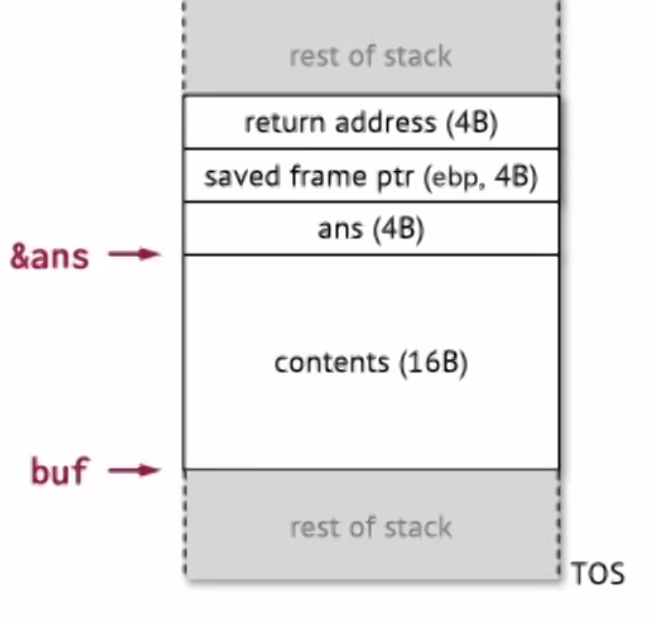 rest of stack
return address (4B)
saved frame ptr (ebp, 4B)
ans (4B)
&ans
contents (16B)
buf
rest of stack
TOS